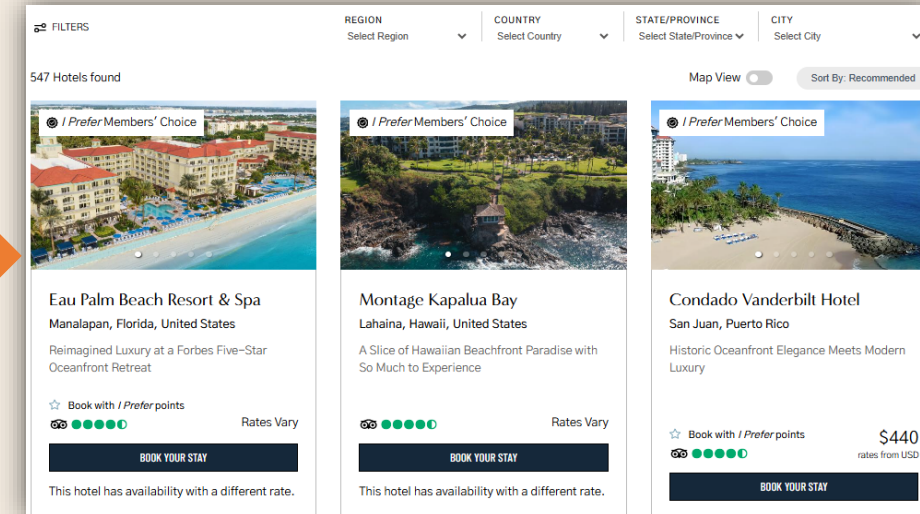 FILTERS
REGION
Select Region
COUNTRY
Select Country
STATE/PROVINCE
Select State/Province
CITY
Select City
547 Hotels found
Map View
Sort By: Recommended
I Prefer Members' Choice
Eau Palm Beach Resort & Spa
Manalapan, Florida, United States
Reimagined Luxury at a Forbes Five-Star
Oceanfront Retreat
Book with I Prefer points
Rates Vary
BOOK YOUR STAY
This hotel has availability with a different rate.
I Prefer Members' Choice
Montage Kapalua Bay
Lahaina, Hawaii, United States
A Slice of Hawaiian Beachfront Paradise with
So Much to Experience
Rates Vary
BOOK YOUR STAY
This hotel has availability with a different rate.
I Prefer Members' Choice
Condado Vanderbilt Hotel
San Juan, Puerto Rico
Historic Oceanfront Elegance Meets Modern
Luxury
Book with I Prefer points
$440
rates from USD
BOOK YOUR STAY